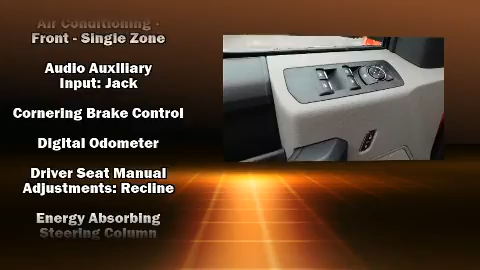 Air Conditioning -
Front - Single Zone
Audio Auxiliary
Input: Jack
Cornering Brake Control
Digital Odometer
Driver Seat Manual
Adjustments: Recline
Energy Absorbing
Steering Column